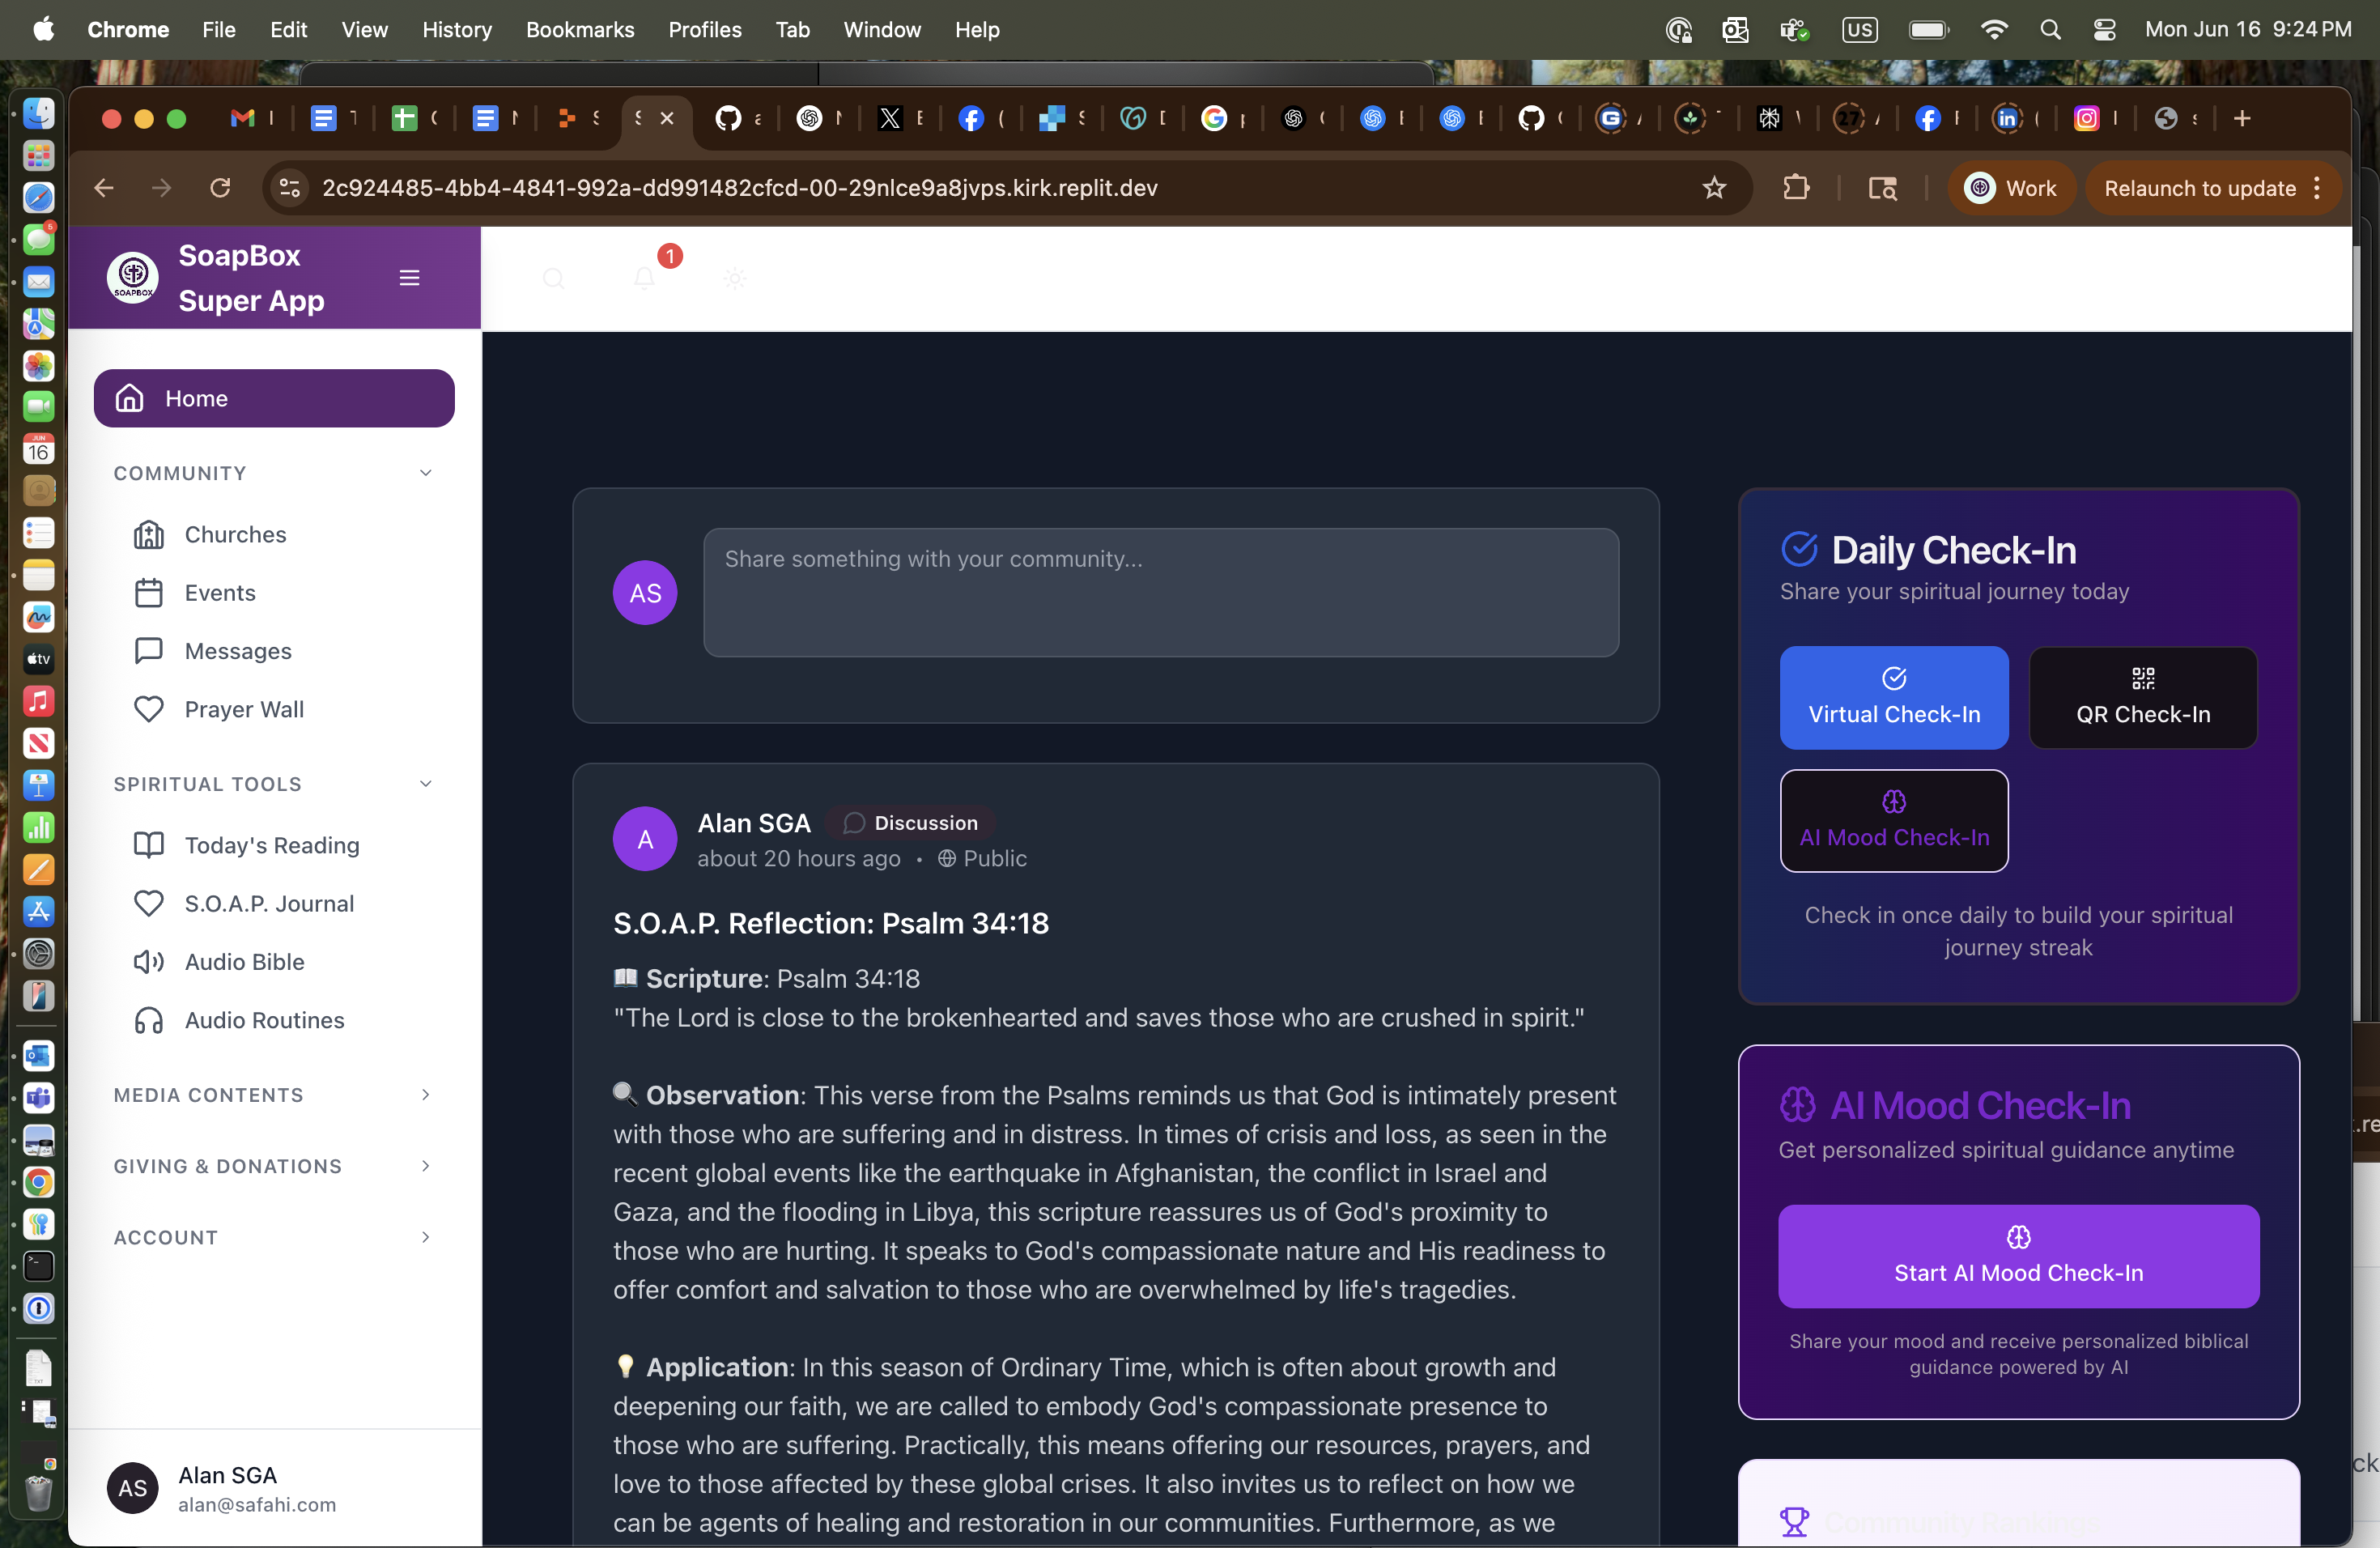 Chrome File Edit View History Bookmarks Profiles Tab Window Help
US Mon Jun 16 9:24 PM
2c924485-4bb4-4841-992a-dd991482cfcd-00-29nlce9a8jvps.kirk.replit.dev
Work
Relaunch to update
SoapBox
Super App
SOAPBOX
1
Home
COMMUNITY
Churches
Events
Messages
Prayer Wall
SPIRITUAL TOOLS
Today's Reading
S.O.A.P. Journal
Audio Bible
Audio Routines
MEDIA CONTENTS
GIVING & DONATIONS
ACCOUNT
AS
Alan SGA
alan@safahi.com
AS
Share something with your community...
A
Alan SGA
Discussion
about 20 hours ago • Public
S.O.A.P. Reflection: Psalm 34:18
📖 Scripture: Psalm 34:18
"The Lord is close to the brokenhearted and saves those who are crushed in spirit."
🔍 Observation: This verse from the Psalms reminds us that God is intimately present
with those who are suffering and in distress. In times of crisis and loss, as seen in the
recent global events like the earthquake in Afghanistan, the conflict in Israel and
Gaza, and the flooding in Libya, this scripture reassures us of God's proximity to
those who are hurting. It speaks to God's compassionate nature and His readiness to
offer comfort and salvation to those who are overwhelmed by life's tragedies.
💡 Application: In this season of Ordinary Time, which is often about growth and
deepening our faith, we are called to embody God's compassionate presence to
those who are suffering. Practically, this means offering our resources, prayers, and
love to those affected by these global crises. It also invites us to reflect on how we
can be agents of healing and restoration in our communities. Furthermore, as we
Daily Check-In
Share your spiritual journey today
Virtual Check-In
QR Check-In
AI Mood Check-In
Check in once daily to build your spiritual
journey streak
AI Mood Check-In
Get personalized spiritual guidance anytime
Start AI Mood Check-In
Share your mood and receive personalized biblical
guidance powered by AI
JUN
16
5
tv
27